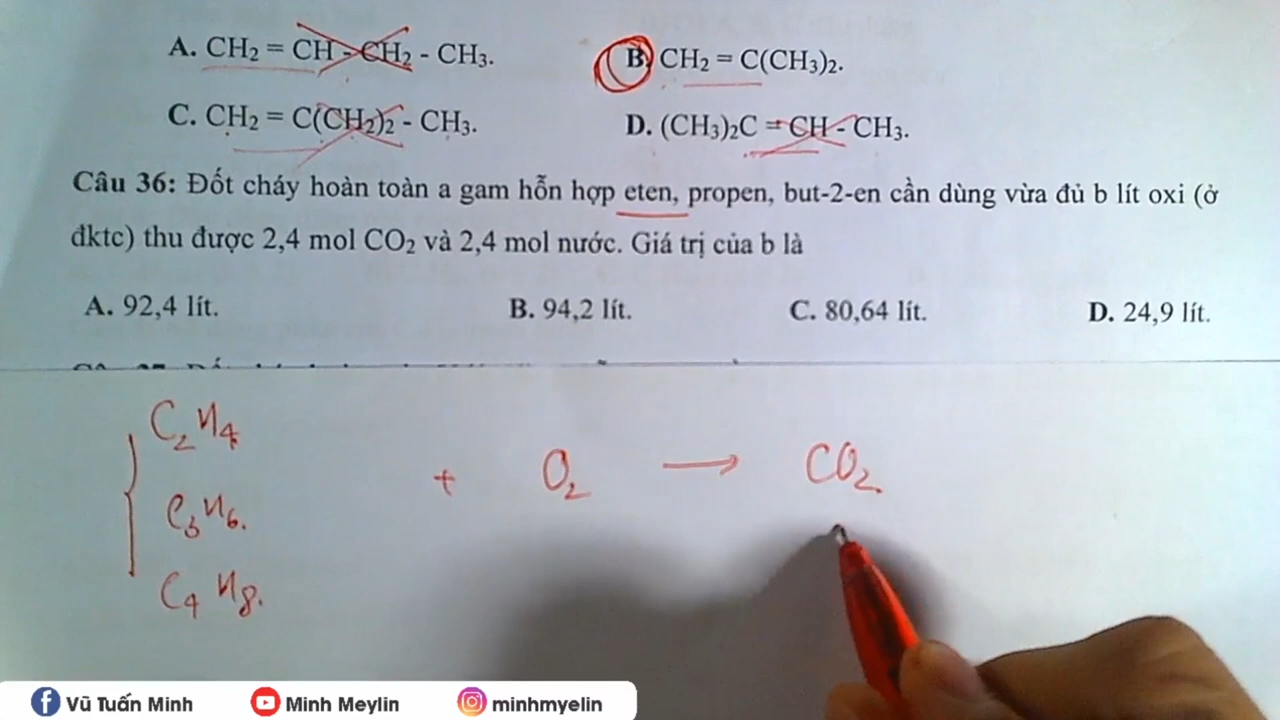 A. CH₂ = CH - CH₂ - CH₃.
B. CH₂ = C(CH₃)₂.
C. CH₂ = C(CH₂)₂ - CH₃.
D. (CH₃)₂C = CH - CH₃.
Câu 36: Đốt cháy hoàn toàn a gam hỗn hợp eten, propen, but-2-en cần dùng vừa đủ b lít oxi (ở
đktc) thu được 2,4 mol CO₂ và 2,4 mol nước. Giá trị của b là
A. 92,4 lít.
B. 94,2 lít.
C. 80,64 lít.
D. 24,9 lít.
C₂H₄
C₃H₆.
C₄H₈.
+ O₂ → CO₂
Vũ Tuấn Minh
Minh Meylin
minhmyelin